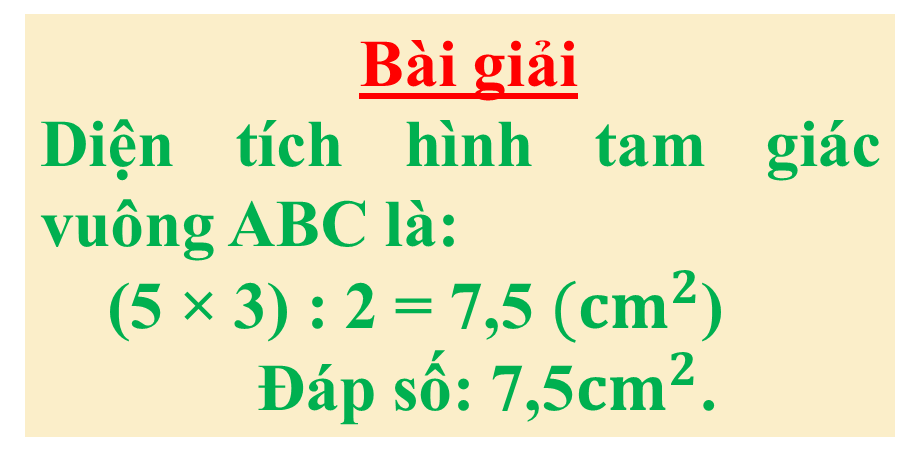 Bài giải
Diện tích hình tam giác
vuông ABC là:
(5 × 3) : 2 = 7,5 (cm²)
Đáp số: 7,5cm².